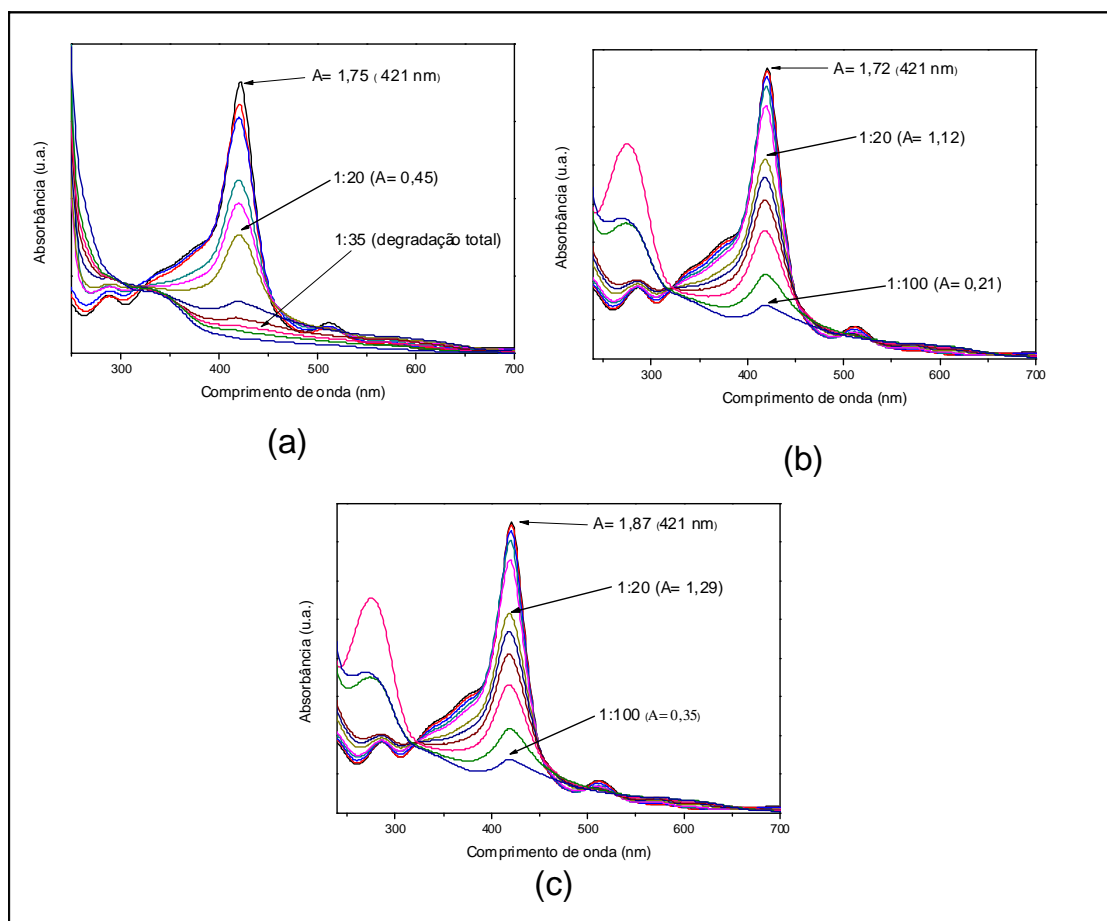 A= 1,75 ( 421 nm)
1:20 (A= 0,45)
1:35 (degradação total)
Absorbância (u.a.)
300
400
500
600
700
Comprimento de onda (nm)
(a)
A= 1,72 ( 421 nm)
1:20 (A= 1,12)
1:100 (A= 0,21)
Absorbância (u.a.)
300
400
500
600
700
Comprimento de onda (nm)
(b)
A= 1,87 (421 nm)
1:20 (A= 1,29)
1:100 (A=0,35)
Absorbância (u.a.)
300
400
500
600
700
Comprimento de onda (nm)
(c)